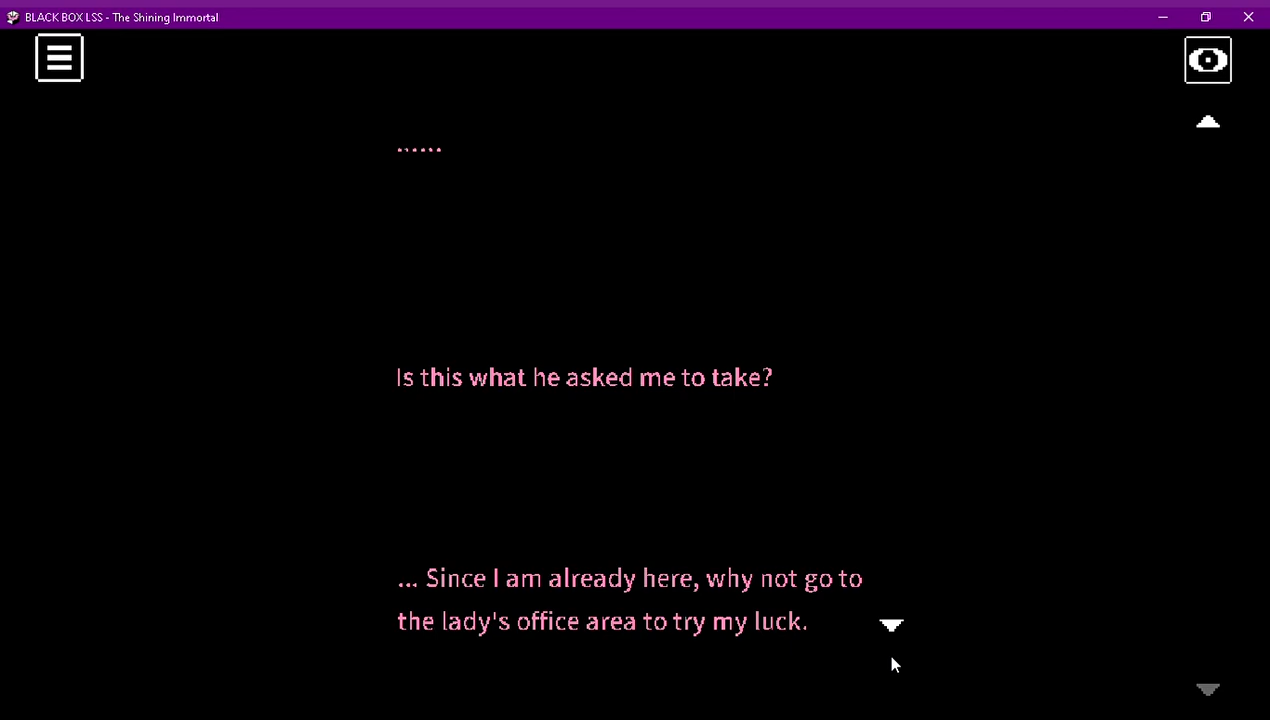 BLACK BOX LSS - The Shining Immortal
......
Is this what he asked me to take?
... Since I am already here, why not go to
the lady's office area to try my luck.